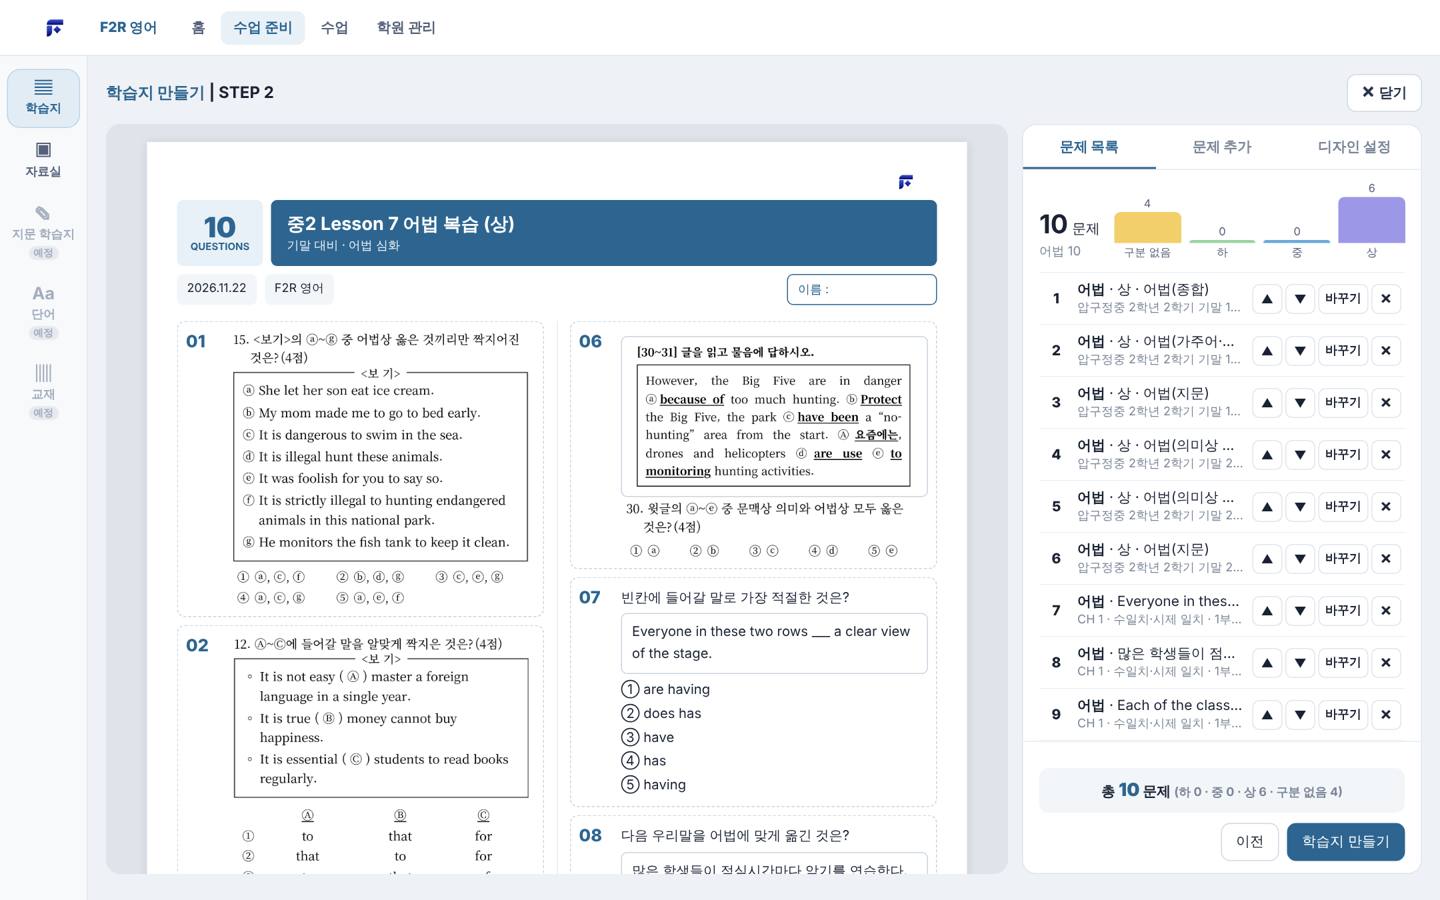 F2R 영어
홈
수업 준비
수업
학원 관리
학습지
자료실
지문 학습지
예정
Aa
단어
예정
교재
예정
학습지 만들기 | STEP 2
✕ 닫기
10
QUESTIONS
중2 Lesson 7 어법 복습 (상)
기말 대비 · 어법 심화
2026.11.22
F2R 영어
이름 :
01
15. <보기>의 ⓐ~ⓖ 중 어법상 옳은 것끼리만 짝지어진
것은? (4점)
<보 기>
ⓐ She let her son eat ice cream.
ⓑ My mom made me to go to bed early.
ⓒ It is dangerous to swim in the sea.
ⓓ It is illegal hunt these animals.
ⓔ It was foolish for you to say so.
ⓕ It is strictly illegal to hunting endangered
animals in this national park.
ⓖ He monitors the fish tank to keep it clean.
① ⓐ, ⓒ, ⓕ ② ⓑ, ⓓ, ⓖ ③ ⓒ, ⓔ, ⓖ
④ ⓐ, ⓒ, ⓖ ⑤ ⓐ, ⓔ, ⓕ
02
12. Ⓐ~Ⓒ에 들어갈 말을 알맞게 짝지은 것은? (4점)
<보 기>
◦ It is not easy ( Ⓐ ) master a foreign
language in a single year.
◦ It is true ( Ⓑ ) money cannot buy
happiness.
◦ It is essential ( Ⓒ ) students to read books
regularly.
Ⓐ Ⓑ Ⓒ
① to that for
② that to for
06
[30~31] 글을 읽고 물음에 답하시오.
However, the Big Five are in danger
ⓐ because of too much hunting. ⓑ Protect
the Big Five, the park ⓒ have been a “no-
hunting” area from the start. Ⓐ 요즘에는,
drones and helicopters ⓓ are use ⓔ to
monitoring hunting activities.
30. 윗글의 ⓐ~ⓔ 중 문맥상 의미와 어법상 모두 옳은
것은? (4점)
① ⓐ ② ⓑ ③ ⓒ ④ ⓓ ⑤ ⓔ
07
빈칸에 들어갈 말로 가장 적절한 것은?
Everyone in these two rows ___ a clear view
of the stage.
① are having
② does has
③ have
④ has
⑤ having
08
다음 우리말을 어법에 맞게 옮긴 것은?
많은 학생들이 점심시간마다 악기를 연습한다.
문제 목록
문제 추가
디자인 설정
10 문제
어법 10
4
구분 없음
0
하
0
중
6
상
1
어법 · 상 · 어법(종합)
압구정중 2학년 2학기 기말 1...
▲ ▼ 바꾸기 ✕
2
어법 · 상 · 어법(가주어·...
압구정중 2학년 2학기 기말 1...
▲ ▼ 바꾸기 ✕
3
어법 · 상 · 어법(지문)
압구정중 2학년 2학기 기말 1...
▲ ▼ 바꾸기 ✕
4
어법 · 상 · 어법(의미상 ...
압구정중 2학년 2학기 기말 2...
▲ ▼ 바꾸기 ✕
5
어법 · 상 · 어법(의미상 ...
압구정중 2학년 2학기 기말 2...
▲ ▼ 바꾸기 ✕
6
어법 · 상 · 어법(지문)
압구정중 2학년 2학기 기말 2...
▲ ▼ 바꾸기 ✕
7
어법 · Everyone in thes...
CH 1 · 수일치·시제 일치 · 1부...
▲ ▼ 바꾸기 ✕
8
어법 · 많은 학생들이 점...
CH 1 · 수일치·시제 일치 · 1부...
▲ ▼ 바꾸기 ✕
9
어법 · Each of the class...
CH 1 · 수일치·시제 일치 · 1부...
▲ ▼ 바꾸기 ✕
총 10 문제 (하 0 · 중 0 · 상 6 · 구분 없음 4)
이전
학습지 만들기